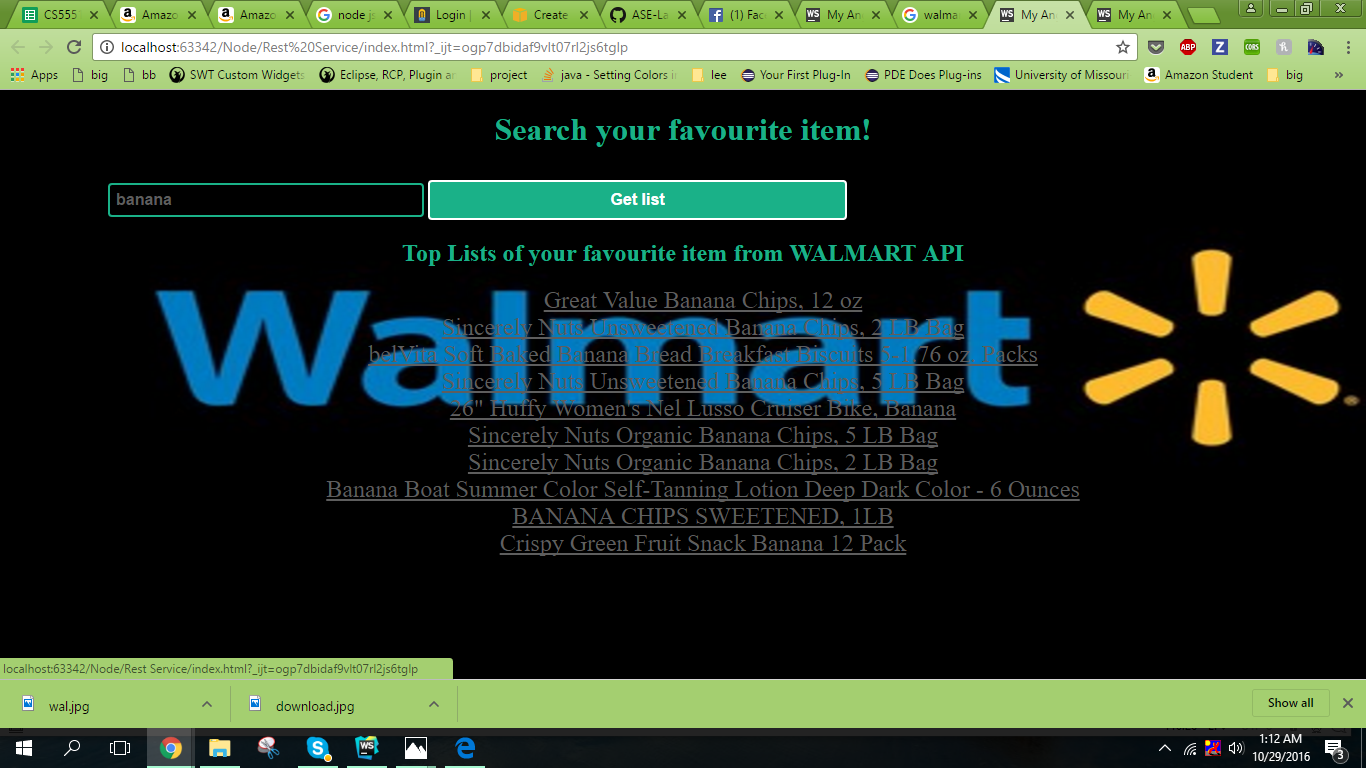 CS555
Amazo
Amazo
node js
Login |
Create
ASE-La
(1) Fac
My An
walma
My An
My An
localhost:63342/Node/Rest%20Service/index.html?_ijt=ogp7dbidaf9vlt07rl2js6tglp
Apps big bb SWT Custom Widgets Eclipse, RCP, Plugin an project java - Setting Colors i lee Your First Plug-In PDE Does Plug-ins University of Missouri Amazon Student big »
Search your favourite item!
banana Get list
Top Lists of your favourite item from WALMART API
Walmart
Great Value Banana Chips, 12 oz
Sincerely Nuts Unsweetened Banana Chips, 2 LB Bag
belVita Soft Baked Banana Bread Breakfast Biscuits 5-1.76 oz. Packs
Sincerely Nuts Unsweetened Banana Chips, 5 LB Bag
26" Huffy Women's Nel Lusso Cruiser Bike, Banana
Sincerely Nuts Organic Banana Chips, 5 LB Bag
Sincerely Nuts Organic Banana Chips, 2 LB Bag
Banana Boat Summer Color Self-Tanning Lotion Deep Dark Color - 6 Ounces
BANANA CHIPS SWEETENED, 1LB
Crispy Green Fruit Snack Banana 12 Pack
localhost:63342/Node/Rest Service/index.html?_ijt=ogp7dbidaf9vlt07rl2js6tglp
wal.jpg download.jpg Show all
1:12 AM
10/29/2016
3